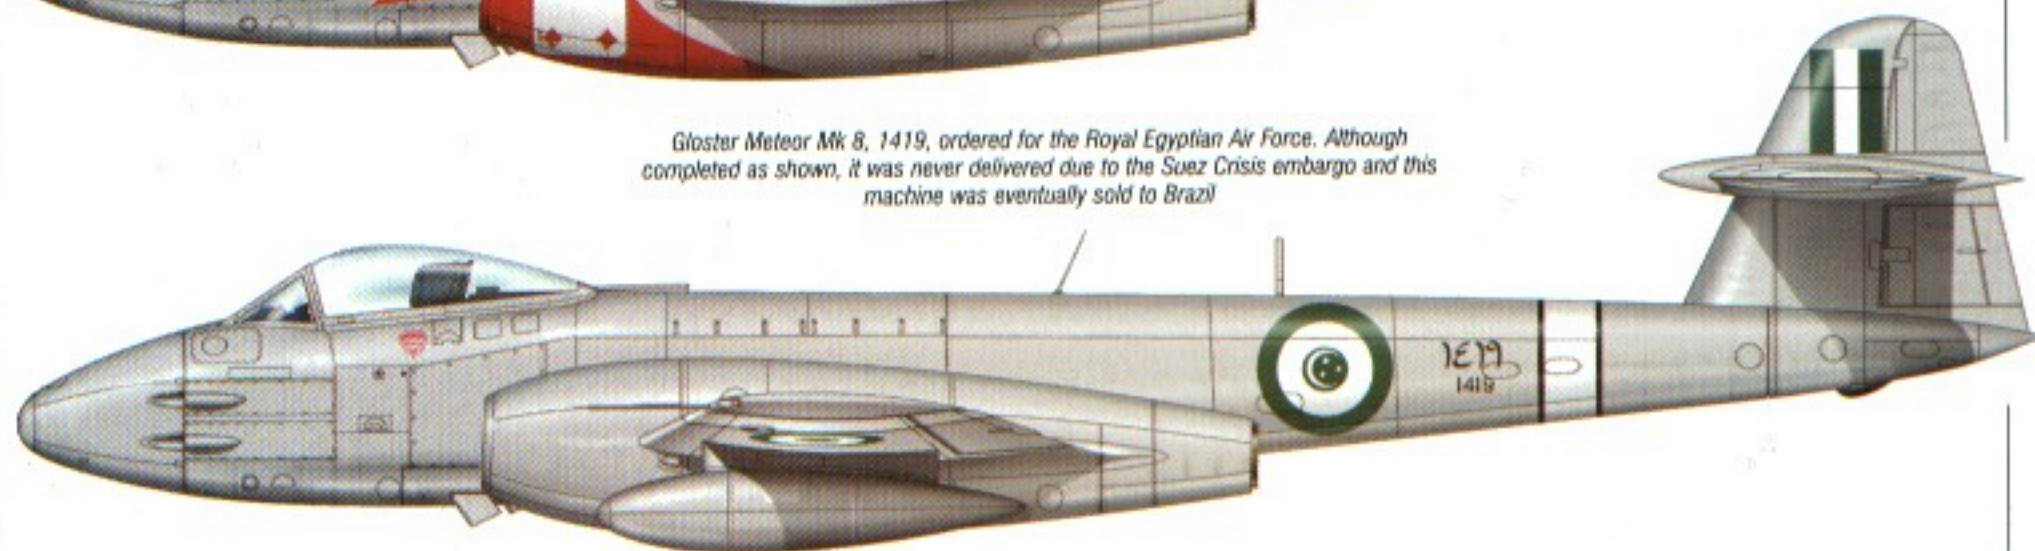 Gloster Meteor Mk 8, 1419, ordered for the Royal Egyptian Air Force. Although
completed as shown, it was never delivered due to the Suez Crisis embargo and this
machine was eventually sold to Brazil
١٤١٩
1419